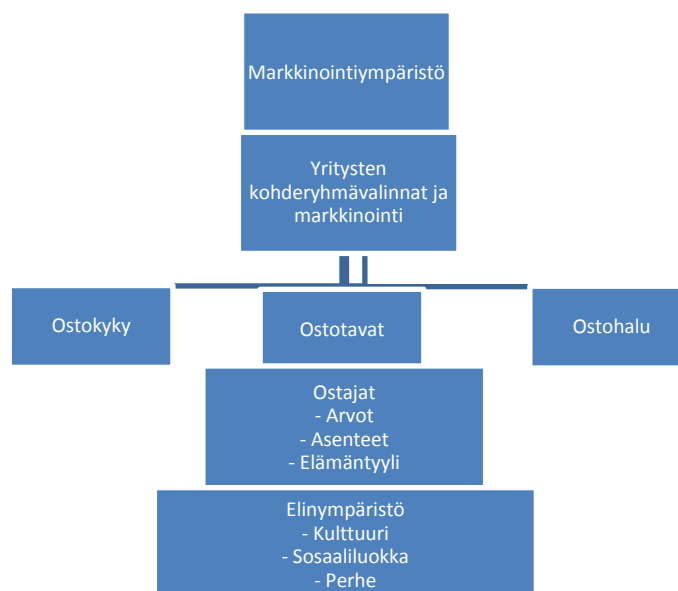 Markkinointiympäristö
Yritysten
kohderyhmävalinnat ja
markkinointi
Ostokyky
Ostotavat
Ostohalu
Ostajat
- Arvot
- Asenteet
- Elämäntyyli
Elinympäristö
- Kulttuuri
- Sosaaliluokka
- Perhe